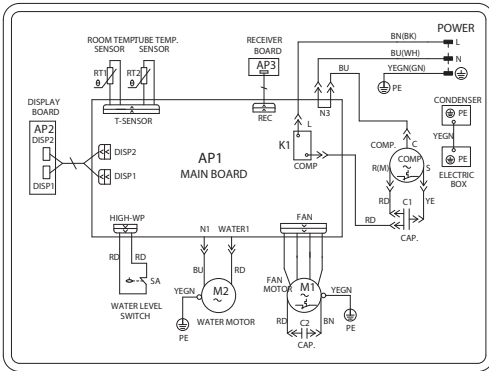 POWER
ROOM TEMP. TUBE TEMP.
SENSOR SENSOR
RECEIVER
BOARD
BN(BK) L
BU(WH) N
BU YEGN(GN)
RT1 RT2 AP3
θ θ
PE
DISPLAY
BOARD
CONDENSER
T-SENSOR REC L N3
AP2
DISP2
PE
DISP2
AP1
MAIN BOARD
K1
COMP. C
YEGN
COMP
R(M) S
PE
DISP1 DISP1
COMP
ELECTRIC
BOX
RD C1 YE
HIGH-WP N1 WATER1 FAN
RD CAP.
RD RD
SA
BU RD
FAN
MOTOR
YEGN M2 M1 YEGN
WATER LEVEL
SWITCH
WATER MOTOR
PE
RD C2 BN
PE
CAP.